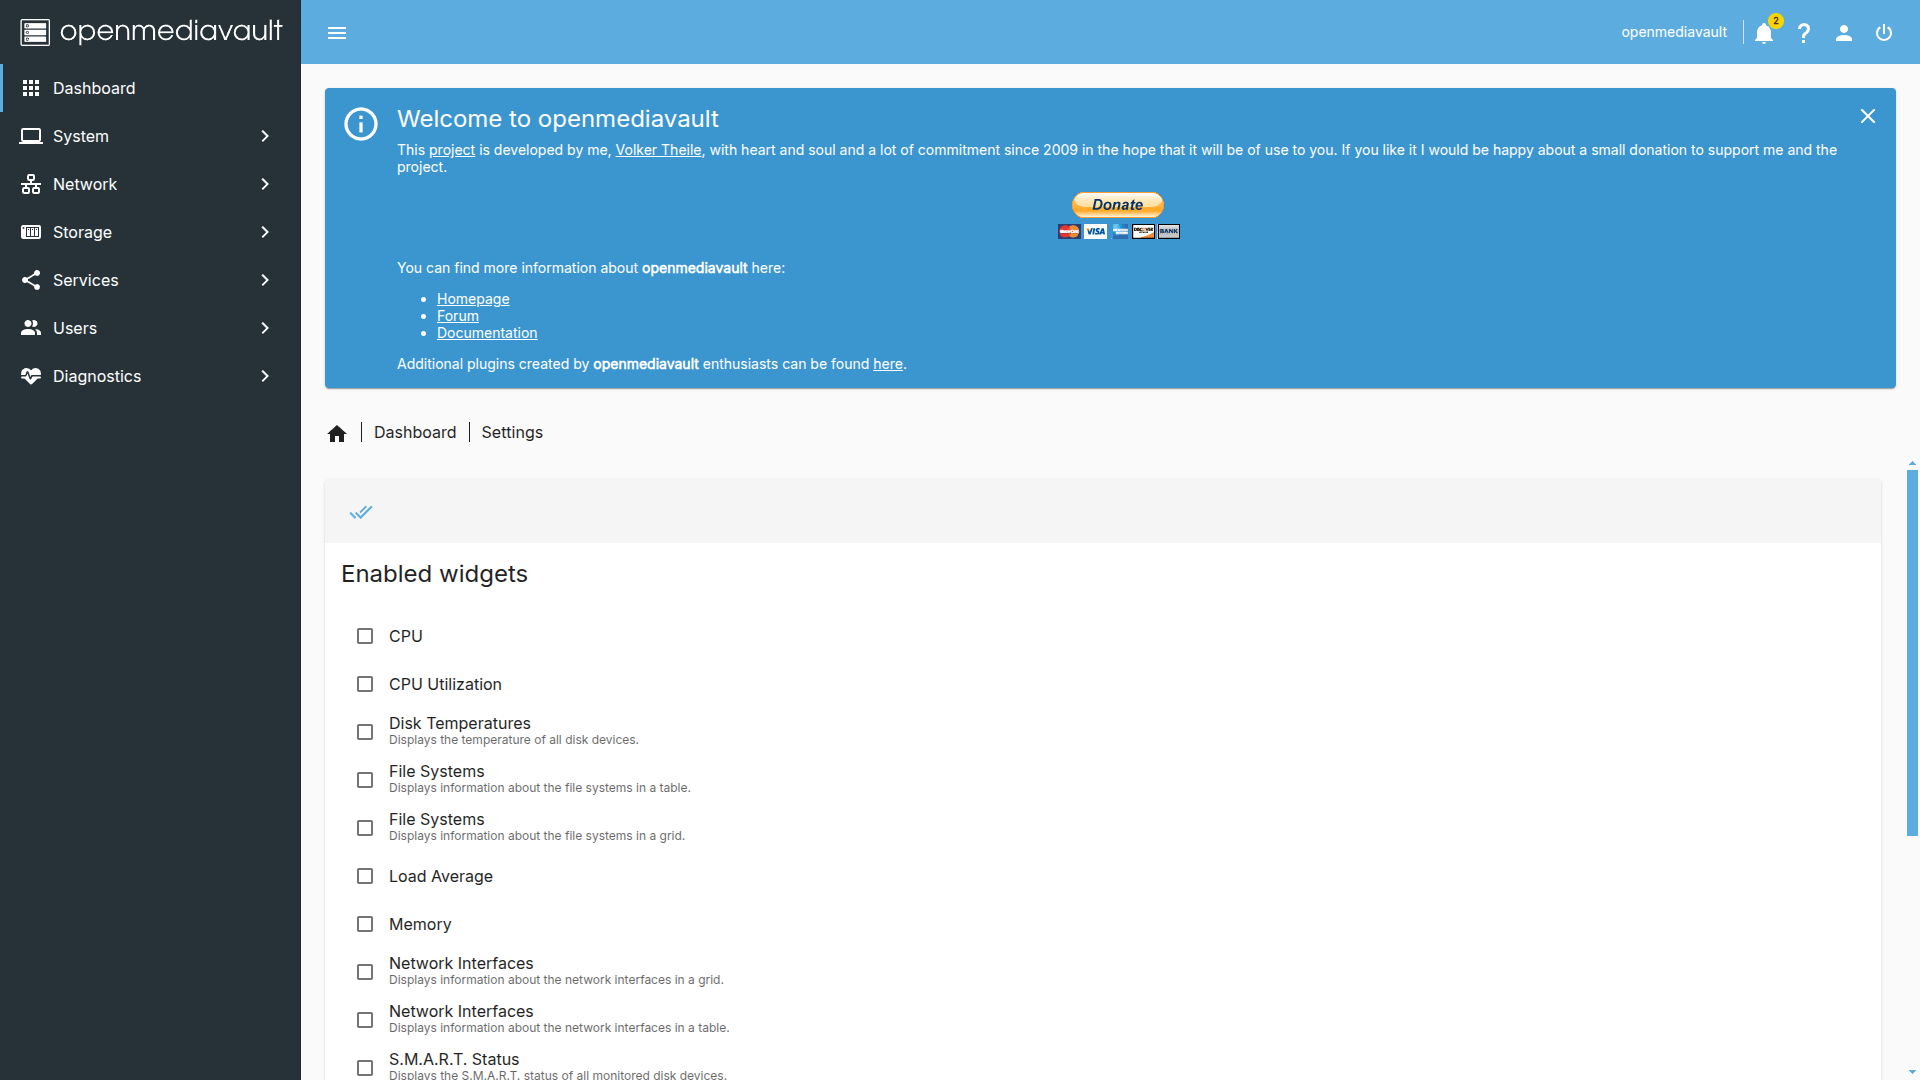 openmediavault
openmediavault
2
Dashboard
System
Network
Storage
Services
Users
Diagnostics
Welcome to openmediavault
This project is developed by me, Volker Theile, with heart and soul and a lot of commitment since 2009 in the hope that it will be of use to you. If you like it I would be happy about a small donation to support me and the
project.
Donate
MasterCard VISA DISCOVER BANK
You can find more information about openmediavault here:
• Homepage
• Forum
• Documentation
Additional plugins created by openmediavault enthusiasts can be found here.
Dashboard | Settings
Enabled widgets
CPU
CPU Utilization
Disk Temperatures
Displays the temperature of all disk devices.
File Systems
Displays information about the file systems in a table.
File Systems
Displays information about the file systems in a grid.
Load Average
Memory
Network Interfaces
Displays information about the network interfaces in a grid.
Network Interfaces
Displays information about the network interfaces in a table.
S.M.A.R.T. Status
Displays the S.M.A.R.T. status of all monitored disk devices.